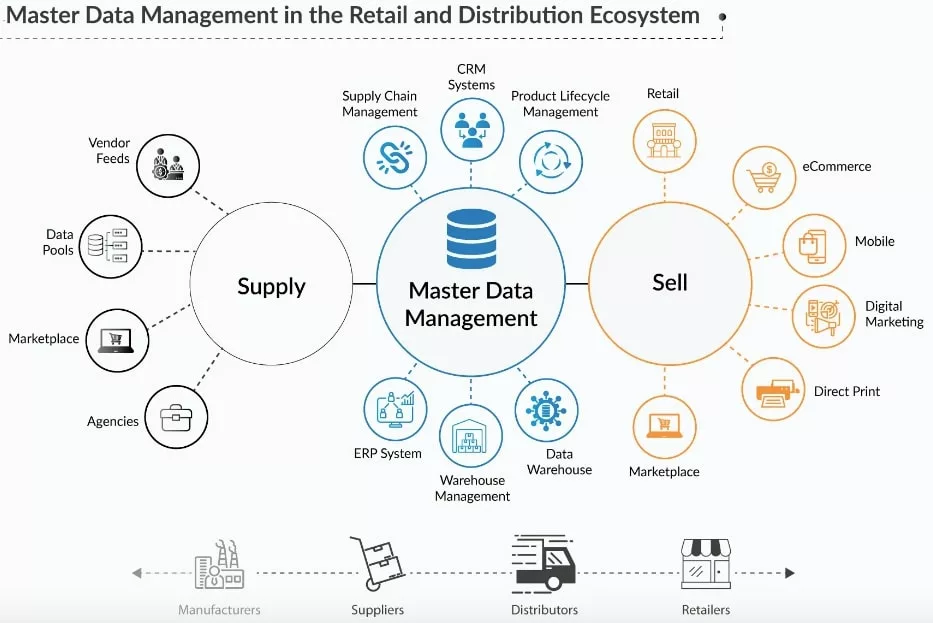 Master Data Management in the Retail and Distribution Ecosystem
Vendor
Feeds
Data
Pools
Marketplace
Agencies
Supply
Supply Chain
Management
CRM
Systems
Product Lifecycle
Management
Master Data
Management
ERP System
Warehouse
Management
Data
Warehouse
Sell
Retail
eCommerce
Mobile
Digital
Marketing
Direct Print
Marketplace
Manufacturers
Suppliers
Distributors
Retailers